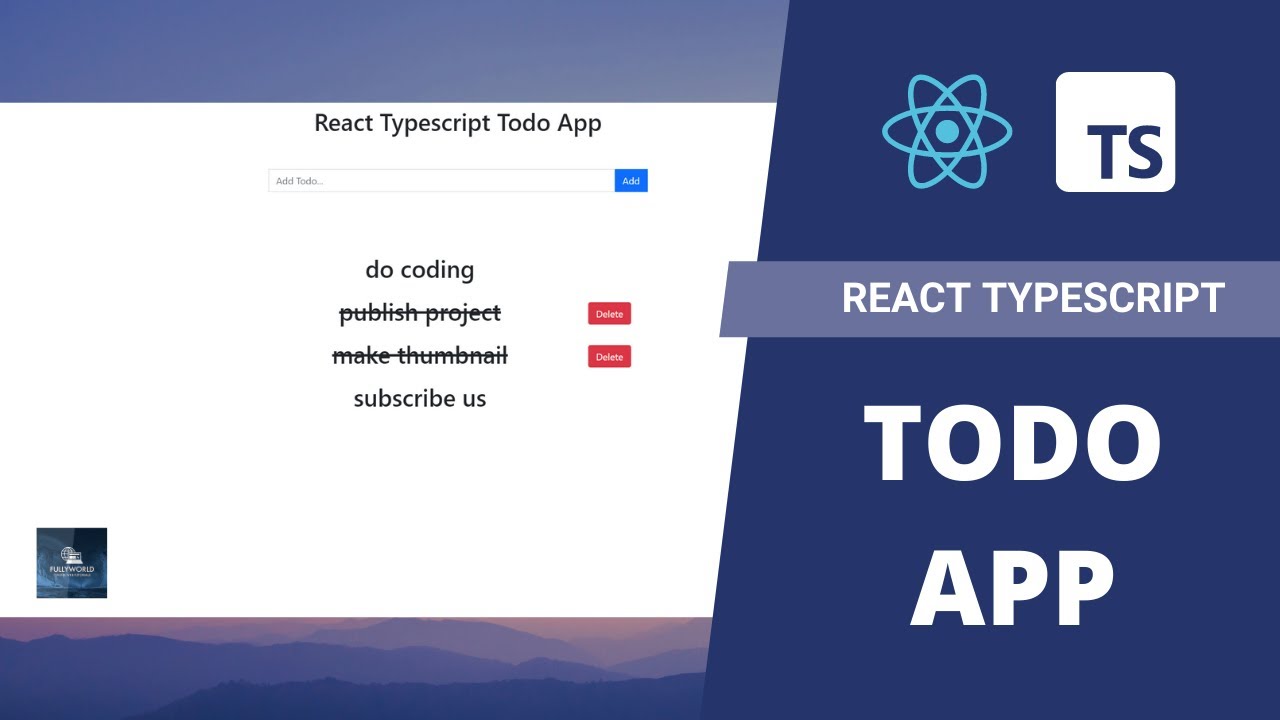 React Typescript Todo App
Add Todo...
Add
do coding
publish project
Delete
make thumbnail
Delete
subscribe us
FULLYWORLD
TS
REACT TYPESCRIPT
TODO
APP